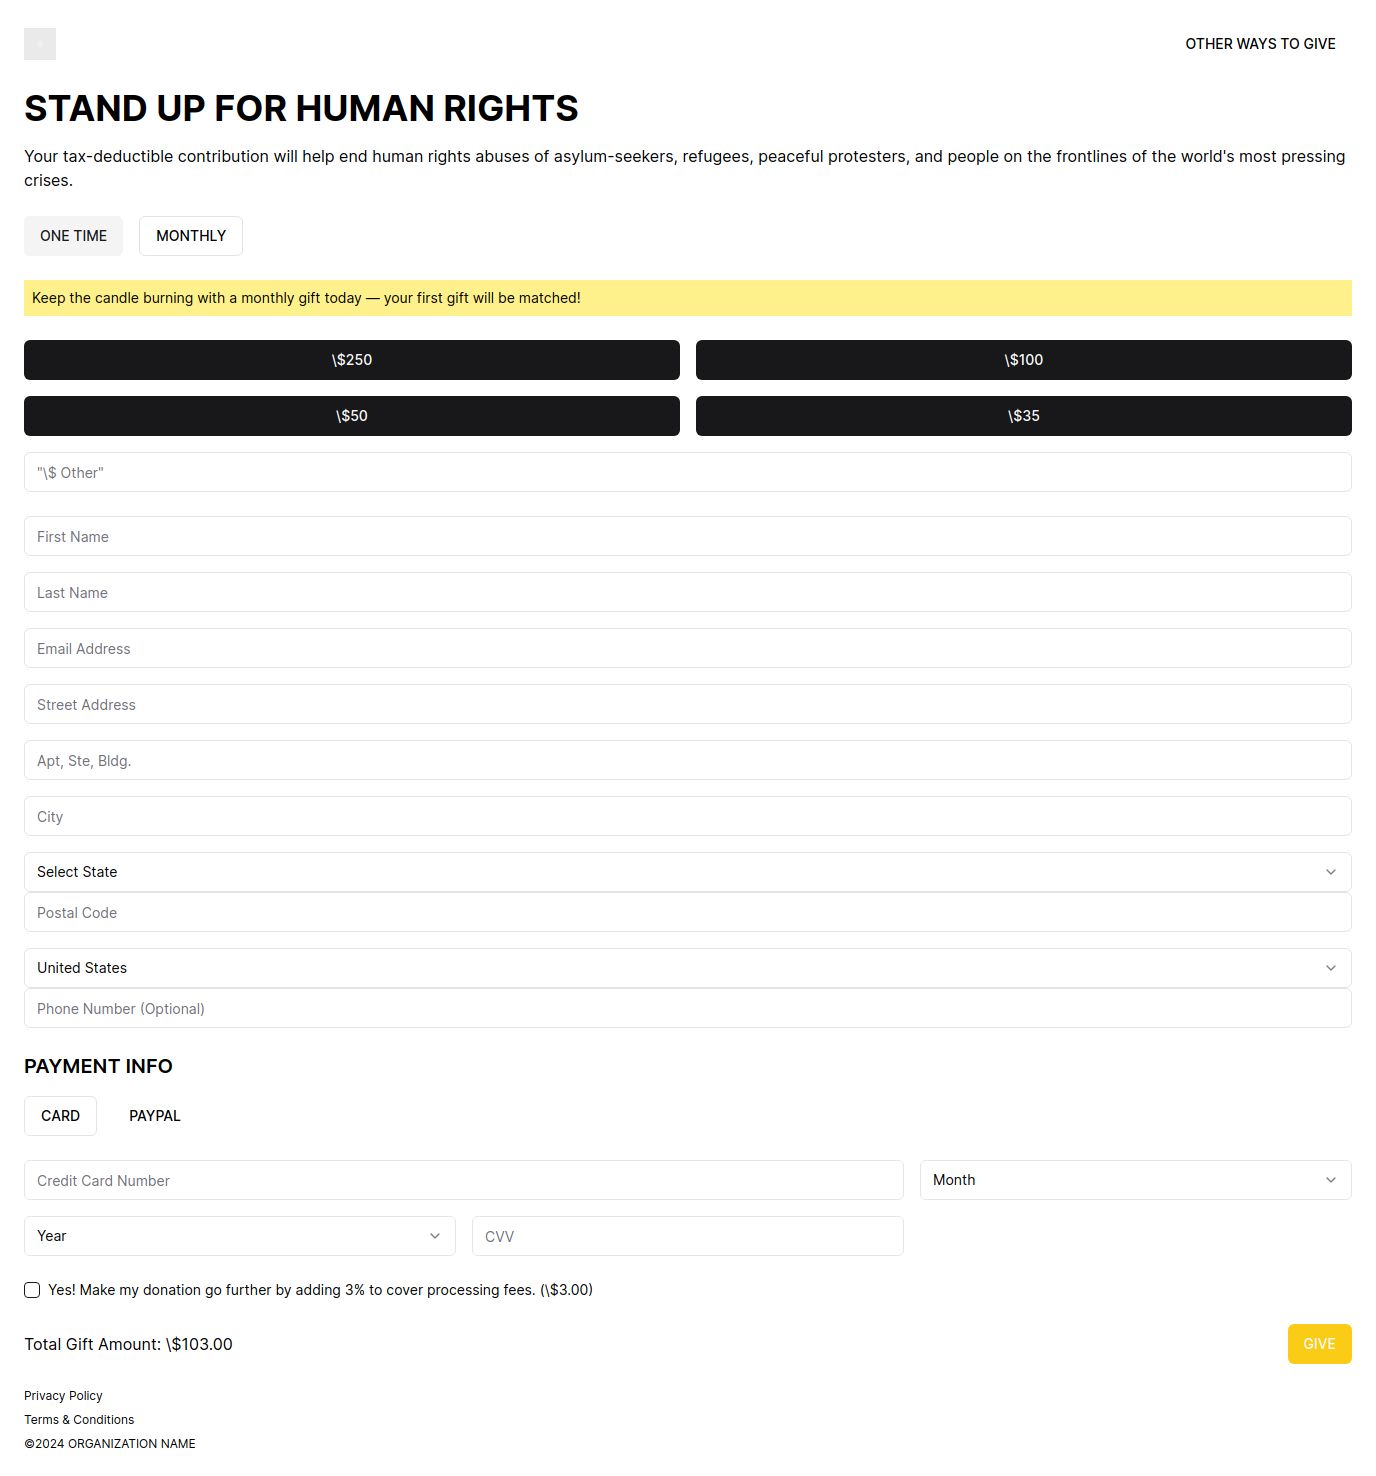 OTHER WAYS TO GIVE
STAND UP FOR HUMAN RIGHTS
Your tax-deductible contribution will help end human rights abuses of asylum-seekers, refugees, peaceful protesters, and people on the frontlines of the world's most pressing
crises.
ONE TIME
MONTHLY
Keep the candle burning with a monthly gift today — your first gift will be matched!
\$250
\$100
\$50
\$35
"\$ Other"
First Name
Last Name
Email Address
Street Address
Apt, Ste, Bldg.
City
Select State
Postal Code
United States
Phone Number (Optional)
PAYMENT INFO
CARD
PAYPAL
Credit Card Number
Month
Year
CVV
Yes! Make my donation go further by adding 3% to cover processing fees. (\$3.00)
Total Gift Amount: \$103.00
GIVE
Privacy Policy
Terms & Conditions
©2024 ORGANIZATION NAME